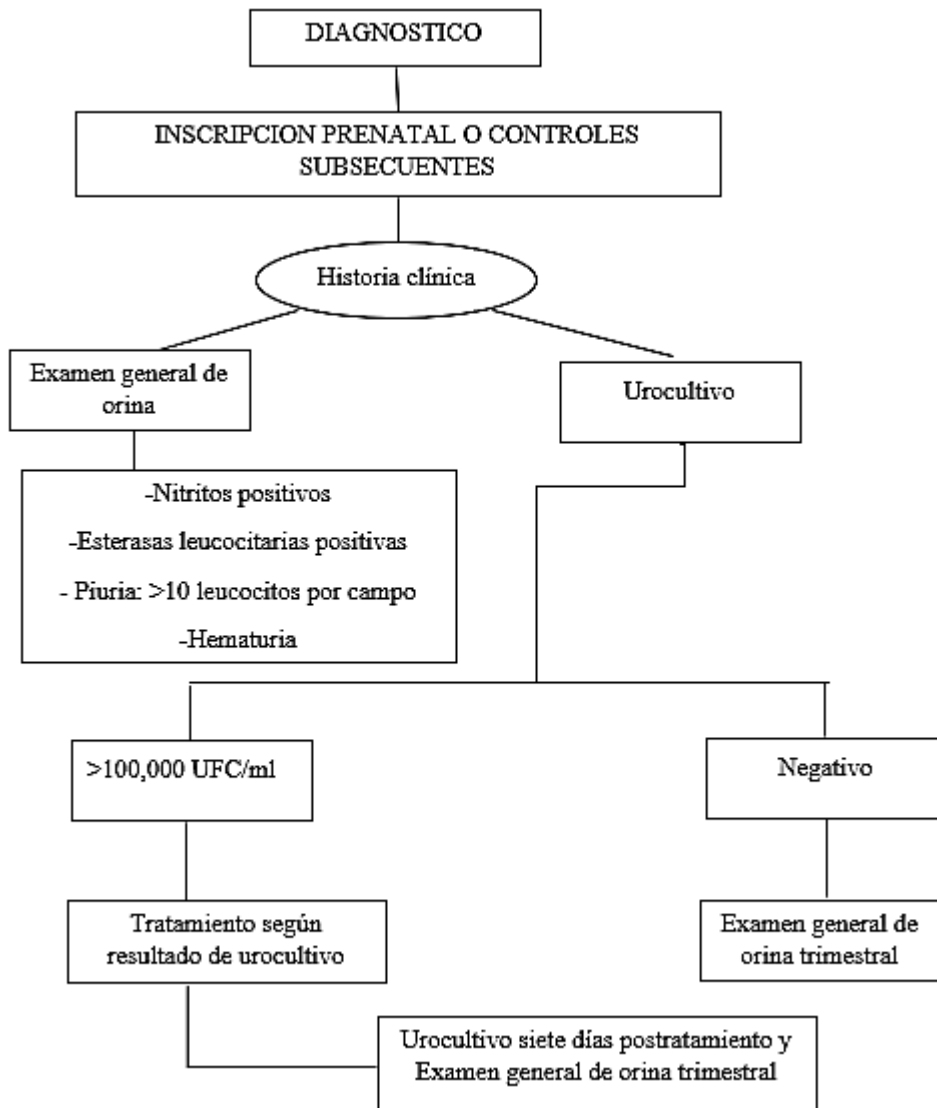 DIAGNOSTICO
INSCRIPCION PRENATAL O CONTROLES
SUBSECUENTES
Historia clínica
Examen general de
orina
Urocultivo
-Nitritos positivos
-Esterasas leucocitarias positivas
- Piuria: >10 leucocitos por campo
-Hematuria
>100,000 UFC/ml
Negativo
Tratamiento según
resultado de urocultivo
Examen general de
orina trimestral
Urocultivo siete días postratamiento y
Examen general de orina trimestral